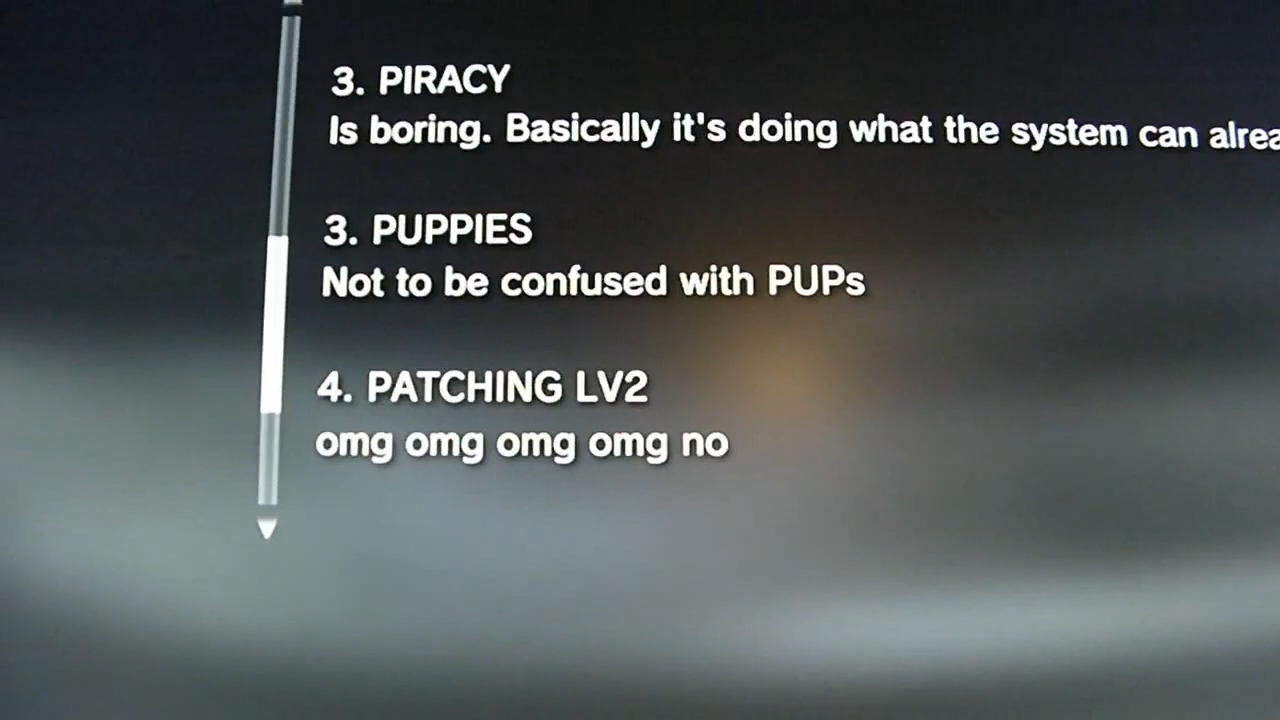 3. PIRACY
Is boring. Basically it's doing what the system can
3. PUPPIES
Not to be confused with PUPs
4. PATCHING LV2
omg omg omg omg no